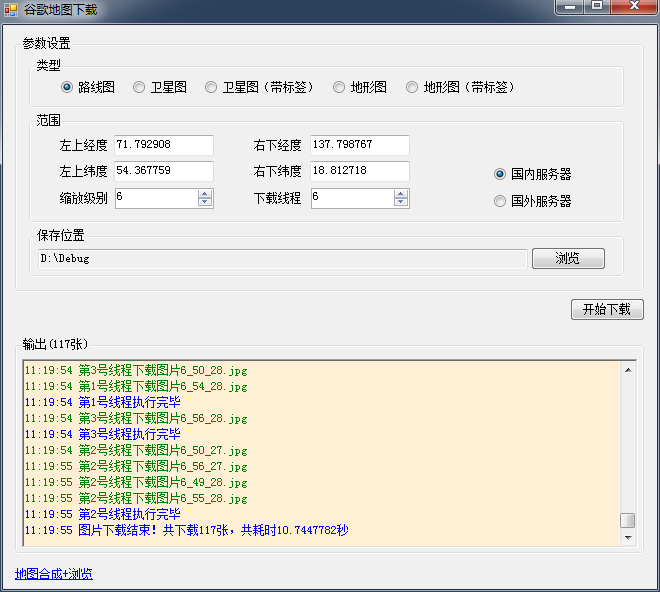 谷歌地图下载
参数设置
类型
路线图 卫星图 卫星图（带标签） 地形图 地形图（带标签）
范围
左上经度 71.792908 右下经度 137.798767
左上纬度 54.367759 右下纬度 18.812718 国内服务器
缩放级别 6 下载线程 6 国外服务器
保存位置
D:\Debug 浏览
开始下载
输出(117张)
11:19:54 第3号线程下载图片6_50_28.jpg
11:19:54 第1号线程下载图片6_54_28.jpg
11:19:54 第1号线程执行完毕
11:19:54 第3号线程下载图片6_56_28.jpg
11:19:54 第3号线程执行完毕
11:19:54 第2号线程下载图片6_50_27.jpg
11:19:55 第2号线程下载图片6_56_27.jpg
11:19:55 第2号线程下载图片6_49_28.jpg
11:19:55 第2号线程下载图片6_55_28.jpg
11:19:55 第2号线程执行完毕
11:19:55 图片下载结束！共下载117张，共耗时10.7447782秒
地图合成+浏览